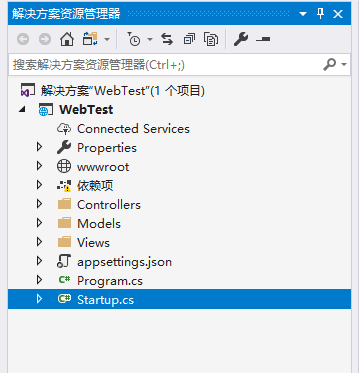 解决方案资源管理器
搜索解决方案资源管理器(Ctrl+;)
解决方案"WebTest"(1 个项目)
WebTest
Connected Services
Properties
wwwroot
依赖项
Controllers
Models
Views
appsettings.json
C# Program.cs
C# Startup.cs